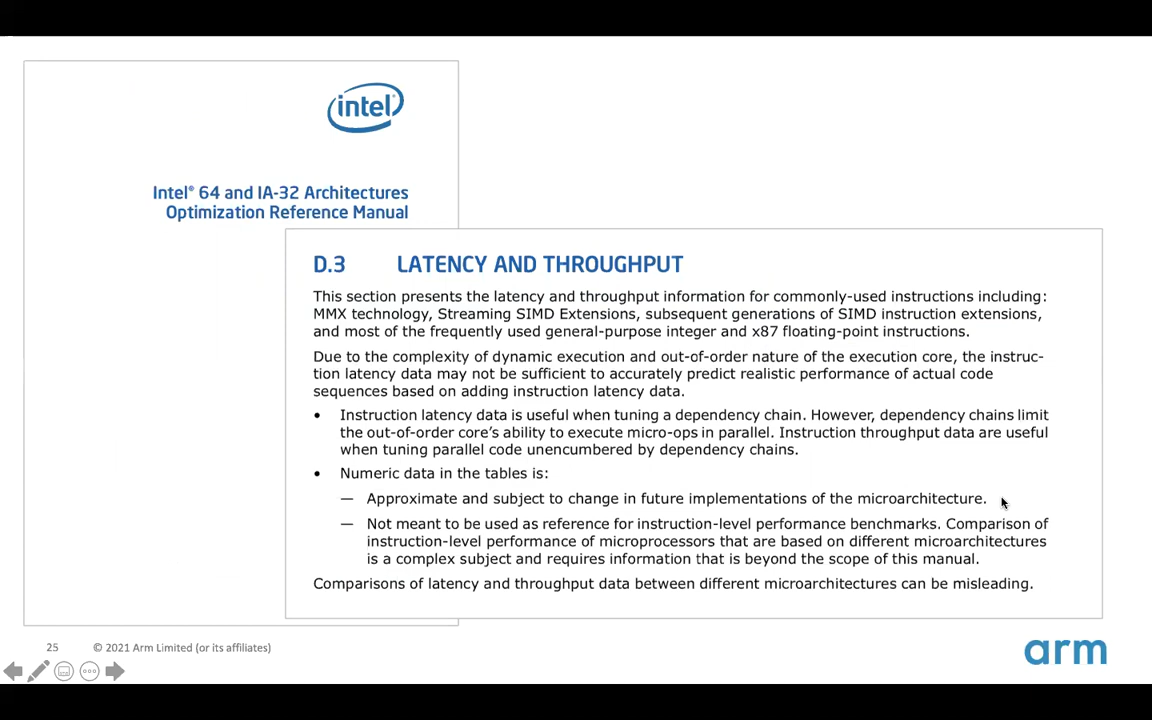 intel®
Intel® 64 and IA-32 Architectures
Optimization Reference Manual
D.3 LATENCY AND THROUGHPUT
This section presents the latency and throughput information for commonly-used instructions including:
MMX technology, Streaming SIMD Extensions, subsequent generations of SIMD instruction extensions,
and most of the frequently used general-purpose integer and x87 floating-point instructions.
Due to the complexity of dynamic execution and out-of-order nature of the execution core, the instruc-
tion latency data may not be sufficient to accurately predict realistic performance of actual code
sequences based on adding instruction latency data.
• Instruction latency data is useful when tuning a dependency chain. However, dependency chains limit
the out-of-order core’s ability to execute micro-ops in parallel. Instruction throughput data are useful
when tuning parallel code unencumbered by dependency chains.
• Numeric data in the tables is:
— Approximate and subject to change in future implementations of the microarchitecture.
— Not meant to be used as reference for instruction-level performance benchmarks. Comparison of
instruction-level performance of microprocessors that are based on different microarchitectures
is a complex subject and requires information that is beyond the scope of this manual.
Comparisons of latency and throughput data between different microarchitectures can be misleading.
25 © 2021 Arm Limited (or its affiliates)
arm